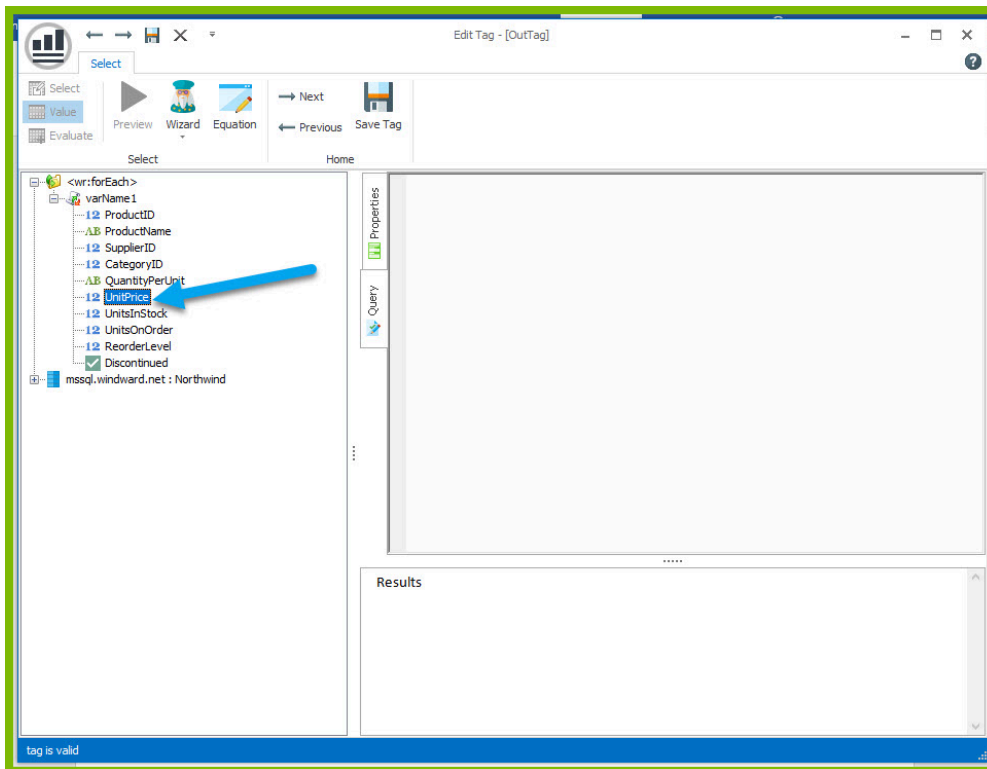 Edit Tag - [OutTag]
Select
Select
Value
Evaluate
Preview
Wizard
Equation
Next
Previous
Save Tag
Select
Home
<wr:forEach>
varName1
12 ProductID
AB ProductName
12 SupplierID
12 CategoryID
AB QuantityPerUnit
12 UnitPrice
12 UnitsInStock
12 UnitsOnOrder
12 ReorderLevel
Discontinued
mssql.windward.net : Northwind
Properties
Query
Results
tag is valid